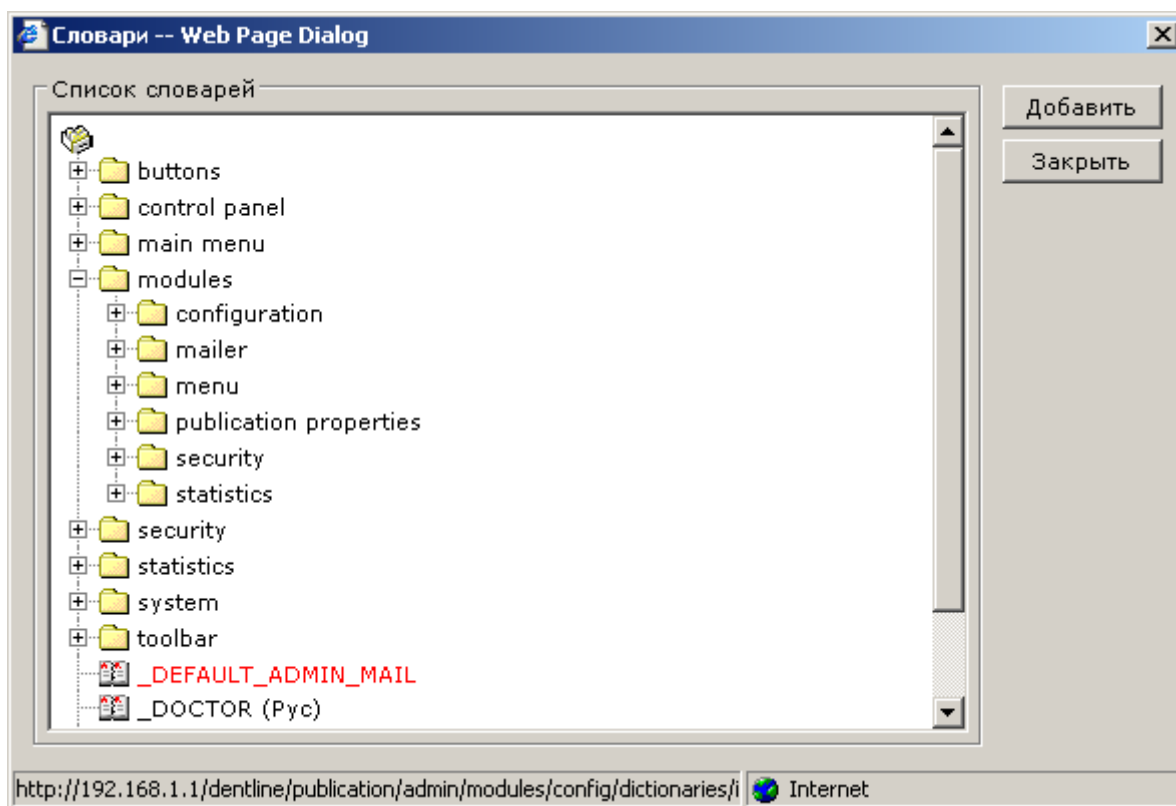 Словари -- Web Page Dialog
Список словарей
Добавить
Закрыть
buttons
control panel
main menu
modules
configuration
mailer
menu
publication properties
security
statistics
security
statistics
system
toolbar
_DEFAULT_ADMIN_MAIL
_DOCTOR (Рус)
http://192.168.1.1/dentline/publication/admin/modules/config/dictionaries/i
Internet